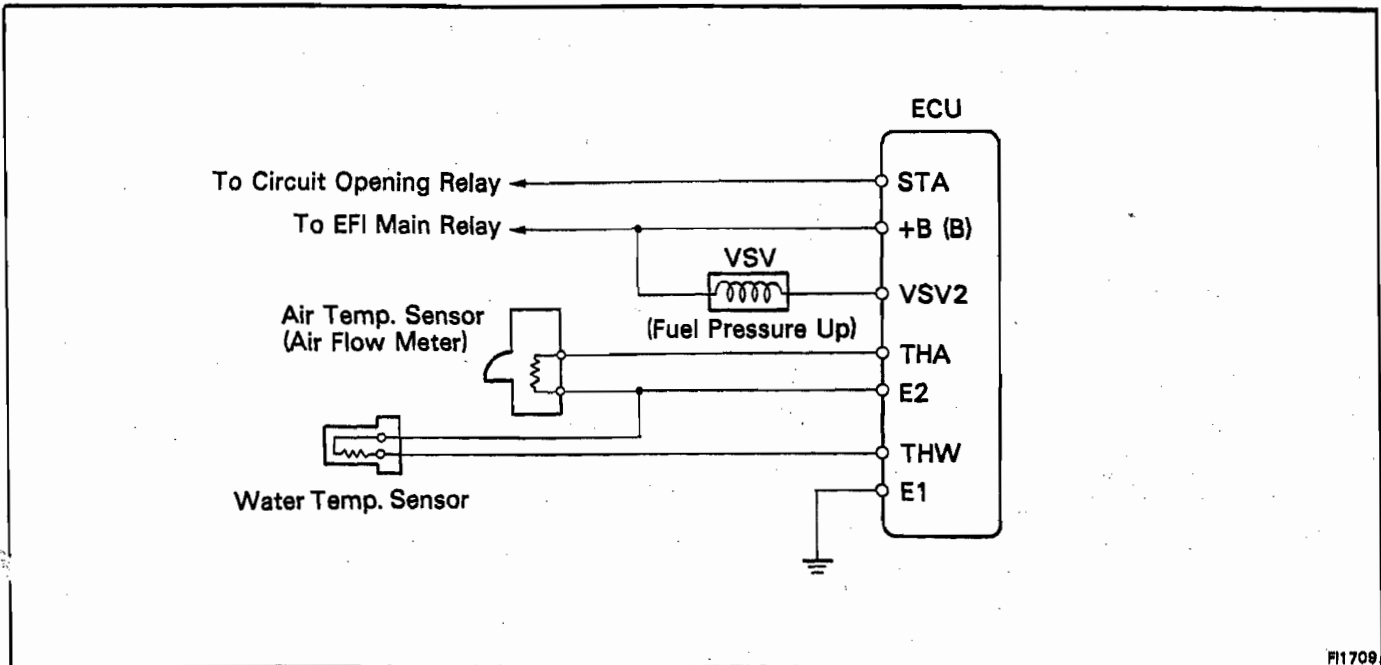 ECU
To Circuit Opening Relay
STA
To EFI Main Relay
+B (B)
VSV
VSV2
(Fuel Pressure Up)
Air Temp. Sensor
(Air Flow Meter)
THA
E2
THW
Water Temp. Sensor
E1
FI1709